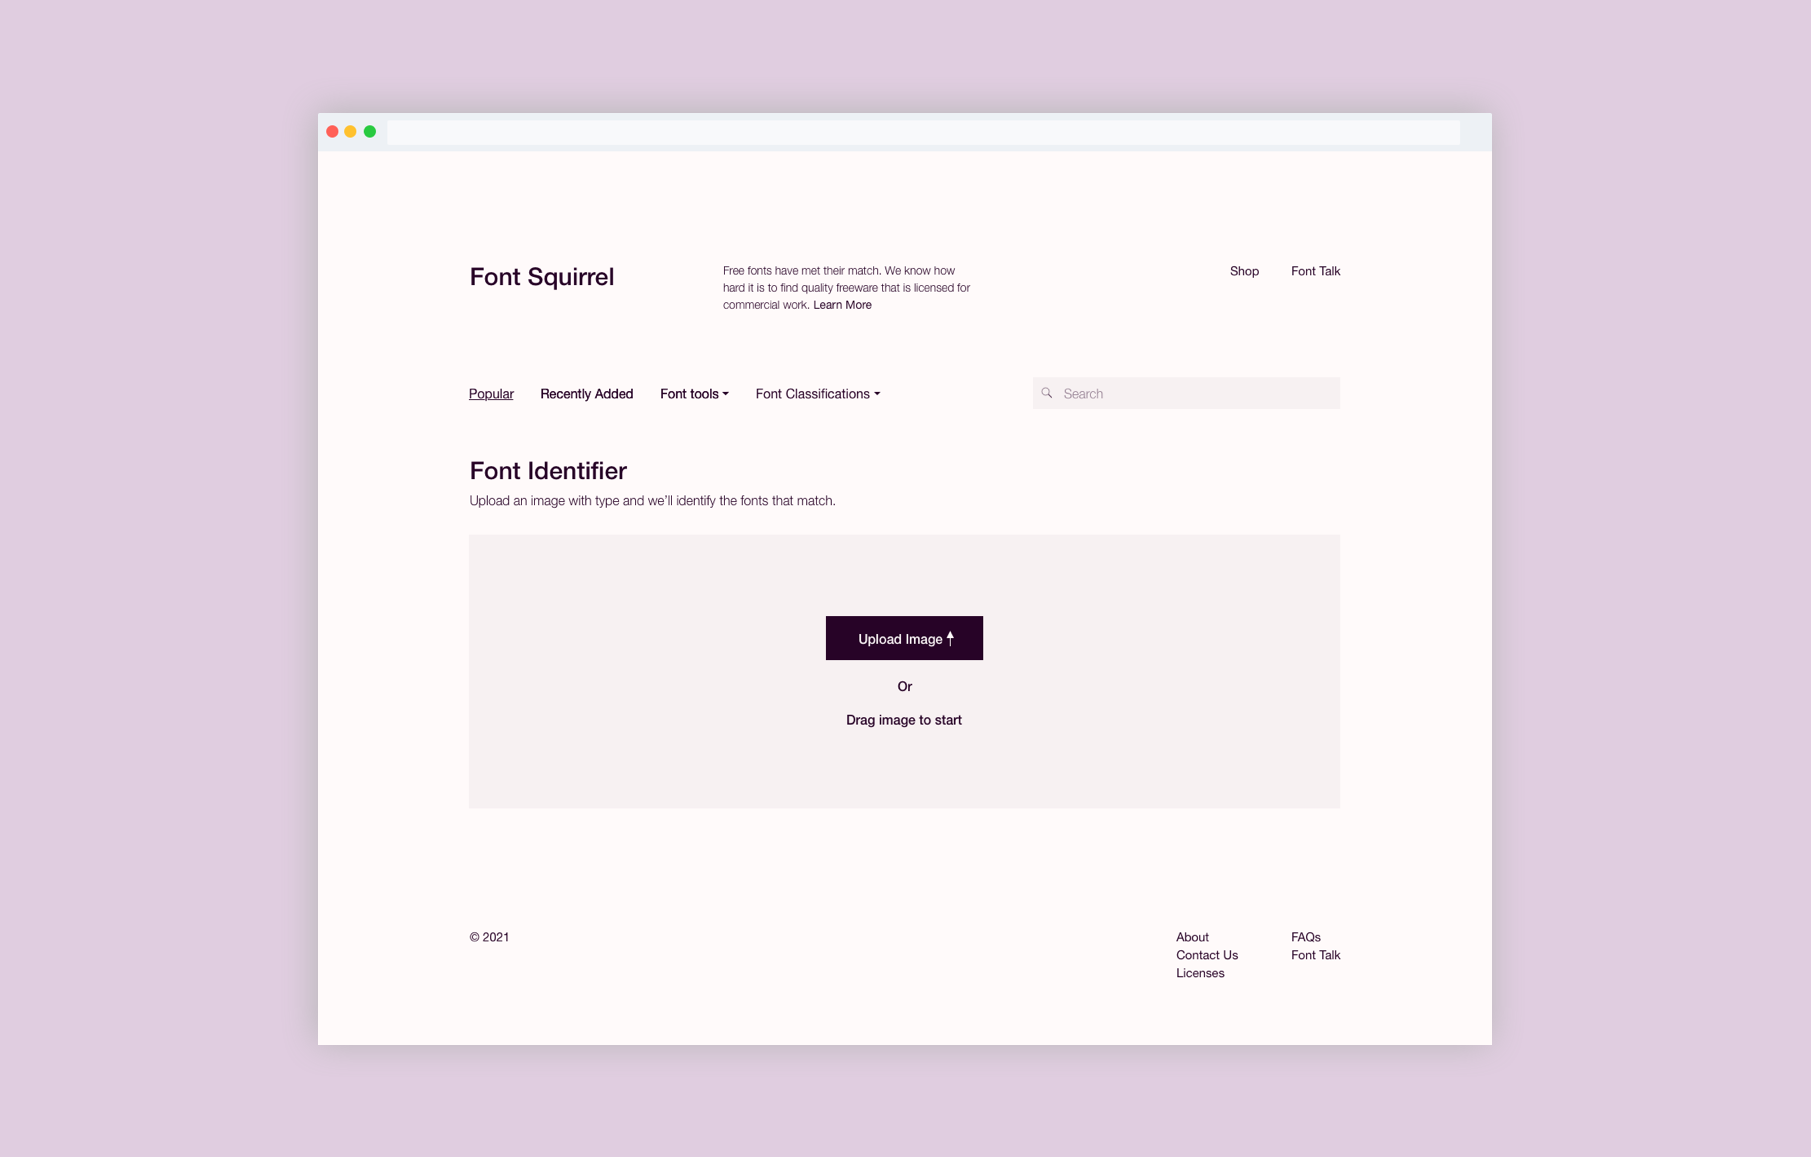 Font Squirrel
Free fonts have met their match. We know how
hard it is to find quality freeware that is licensed for
commercial work. Learn More
Shop
Font Talk
Popular
Recently Added
Font tools
Font Classifications
Search
Font Identifier
Upload an image with type and we'll identify the fonts that match.
Upload Image
Or
Drag image to start
© 2021
About
Contact Us
Licenses
FAQs
Font Talk